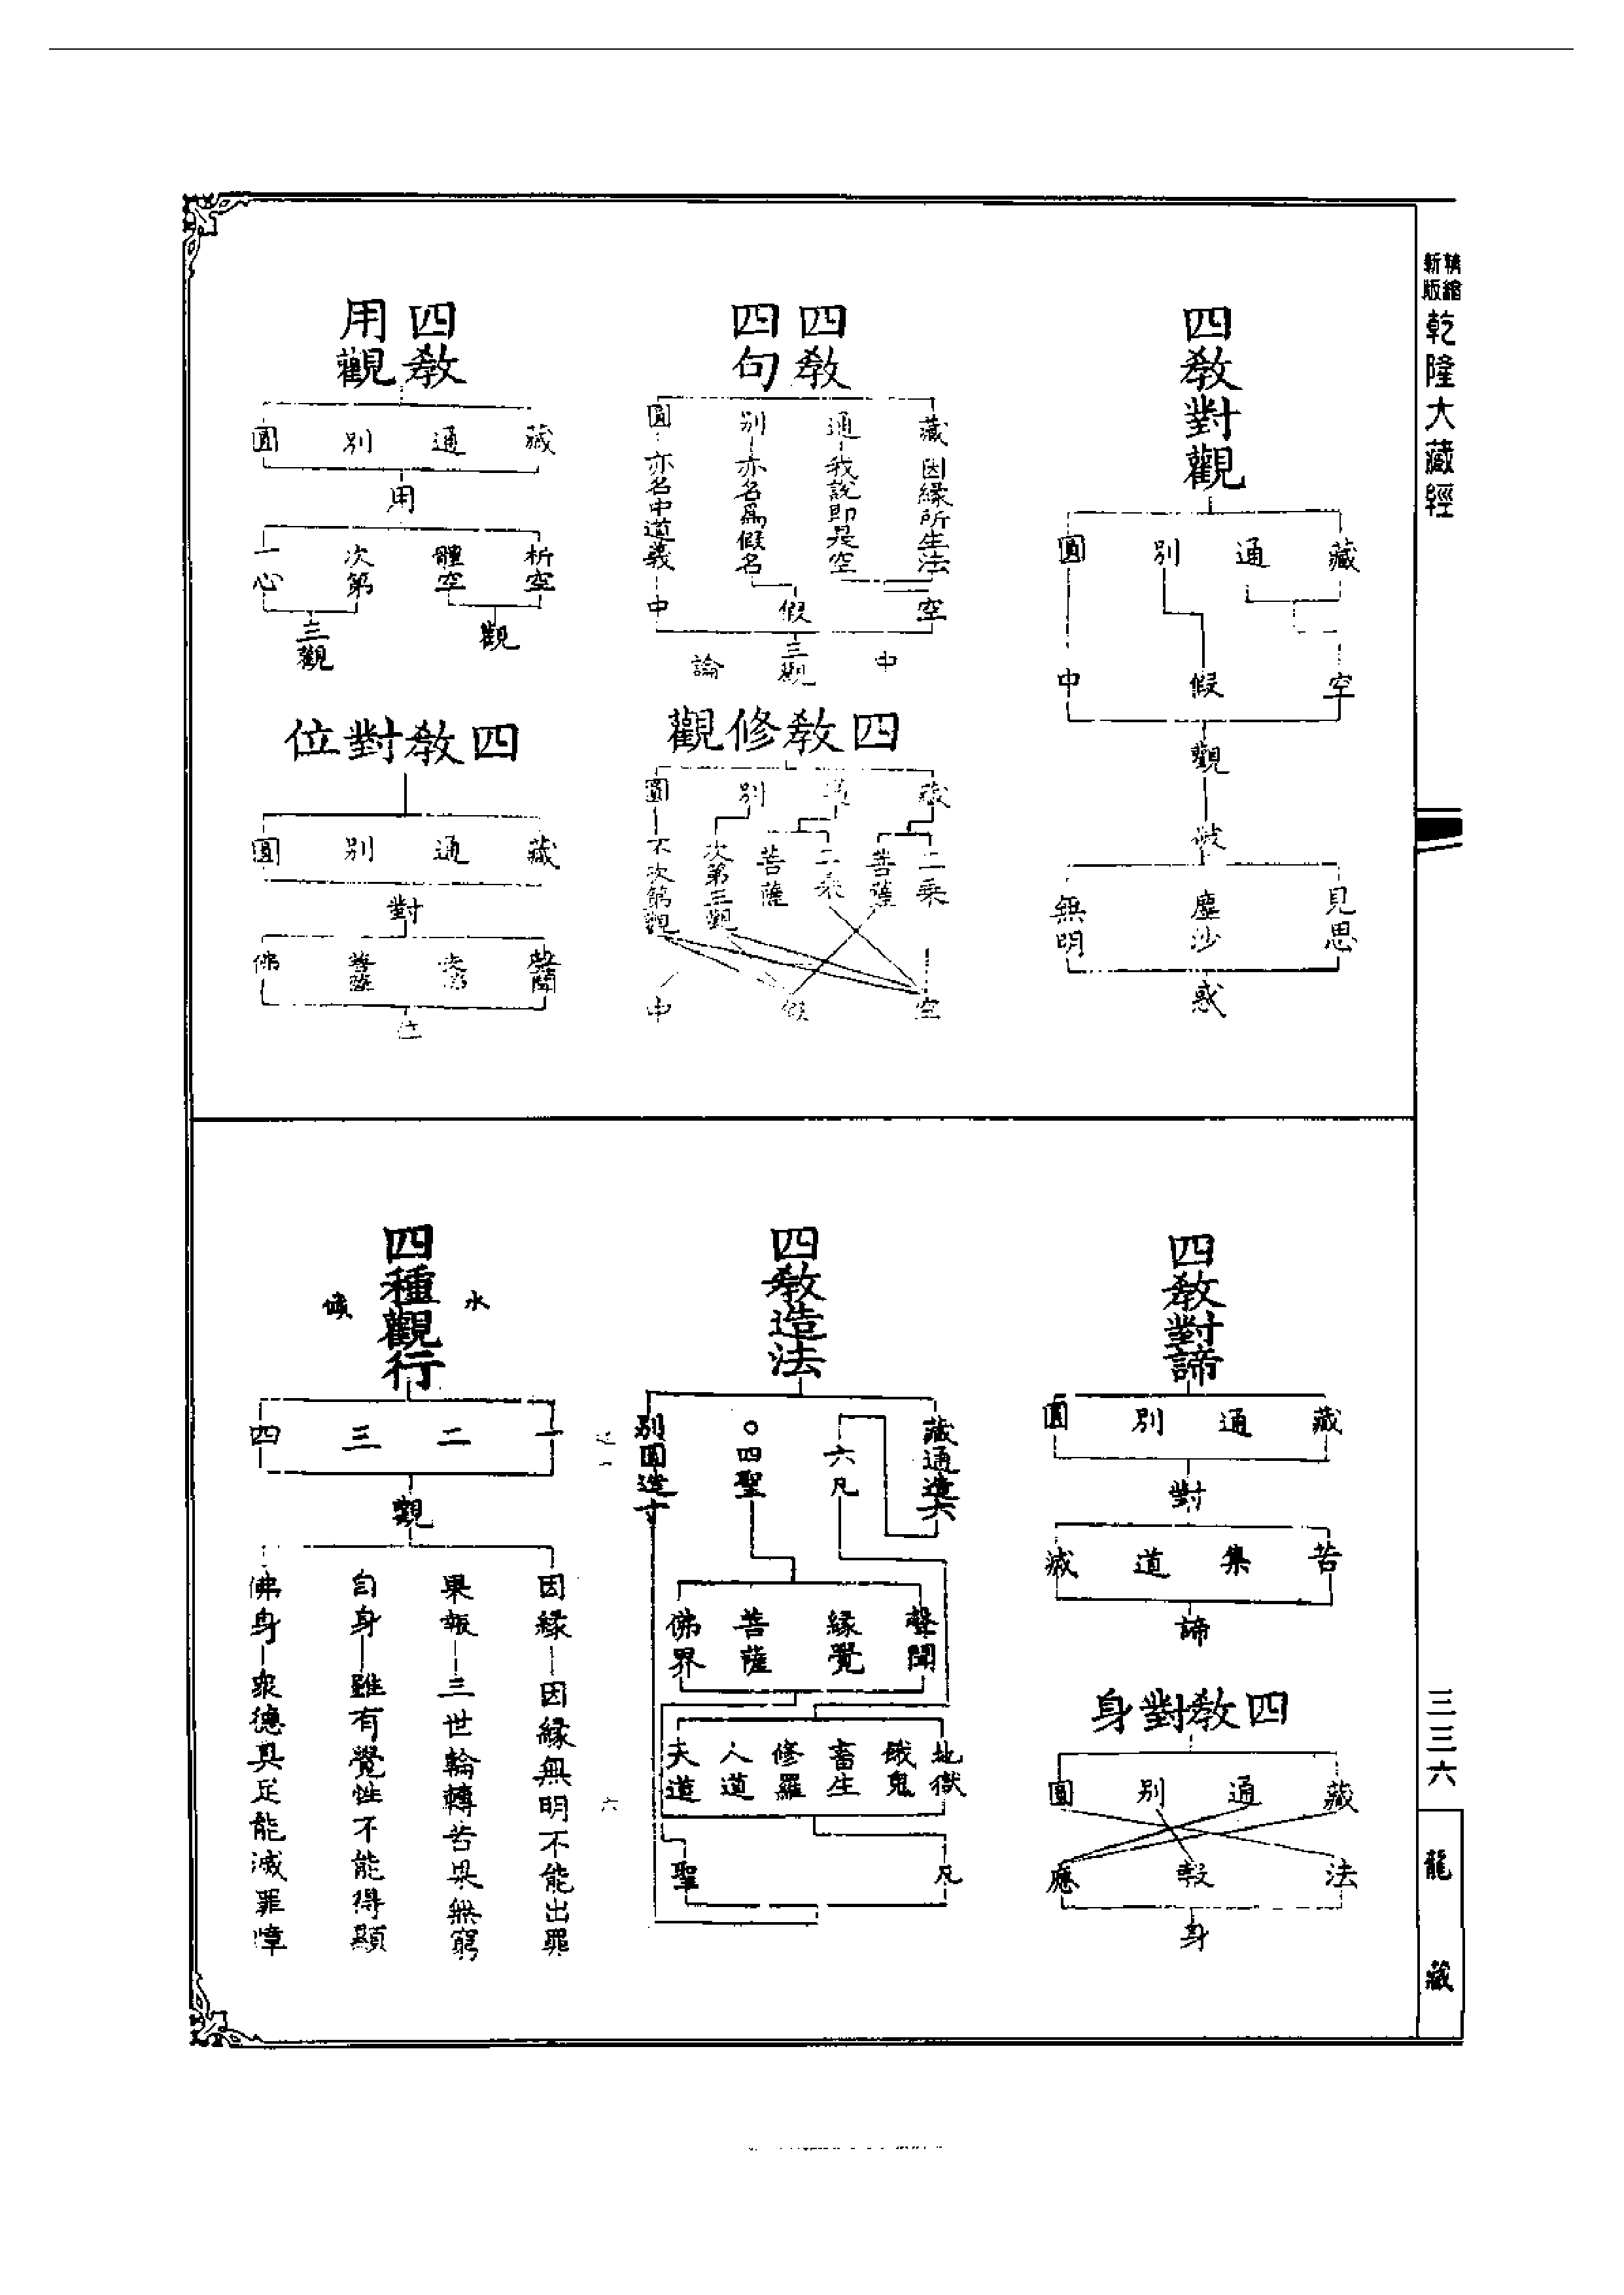 新版
精縮
乾隆大藏經
三三六
龍藏
四教對觀
藏 通 別 圓
空 假 中
觀
破
見思 塵沙 無明
惑
四教
四句
藏 通 別 圓
因緣所生法
我說即是空
亦名為假名
亦名中道義
空 假 中
中
三觀
論
四教修觀
藏 通 別 圓
二乘 菩薩 二乘 菩薩 次第三觀 不次第觀
空 假 中
四教
用觀
藏 通 別 圓
用
析空 體空 次第 一心
觀 三觀
四教對位
藏 通 別 圓
對
聲聞 菩薩 佛
位
四教對諦
藏 通 別 圓
對
苦 集 道 滅
諦
四教對身
藏 通 別 圓
法 報 應
身
四教造法
藏通造六
六凡
四聖
別圓造十
聲聞 緣覺 菩薩 佛界
地獄 餓鬼 畜生 修羅 人道 天道
凡 聖
六
水
四種觀行
懺
一 二 三 四
觀
因緣 因緣無明不能出罪
果報 三世輪轉苦果無窮
自身 雖有覺性不能得顯
佛身 眾德具足能滅罪障